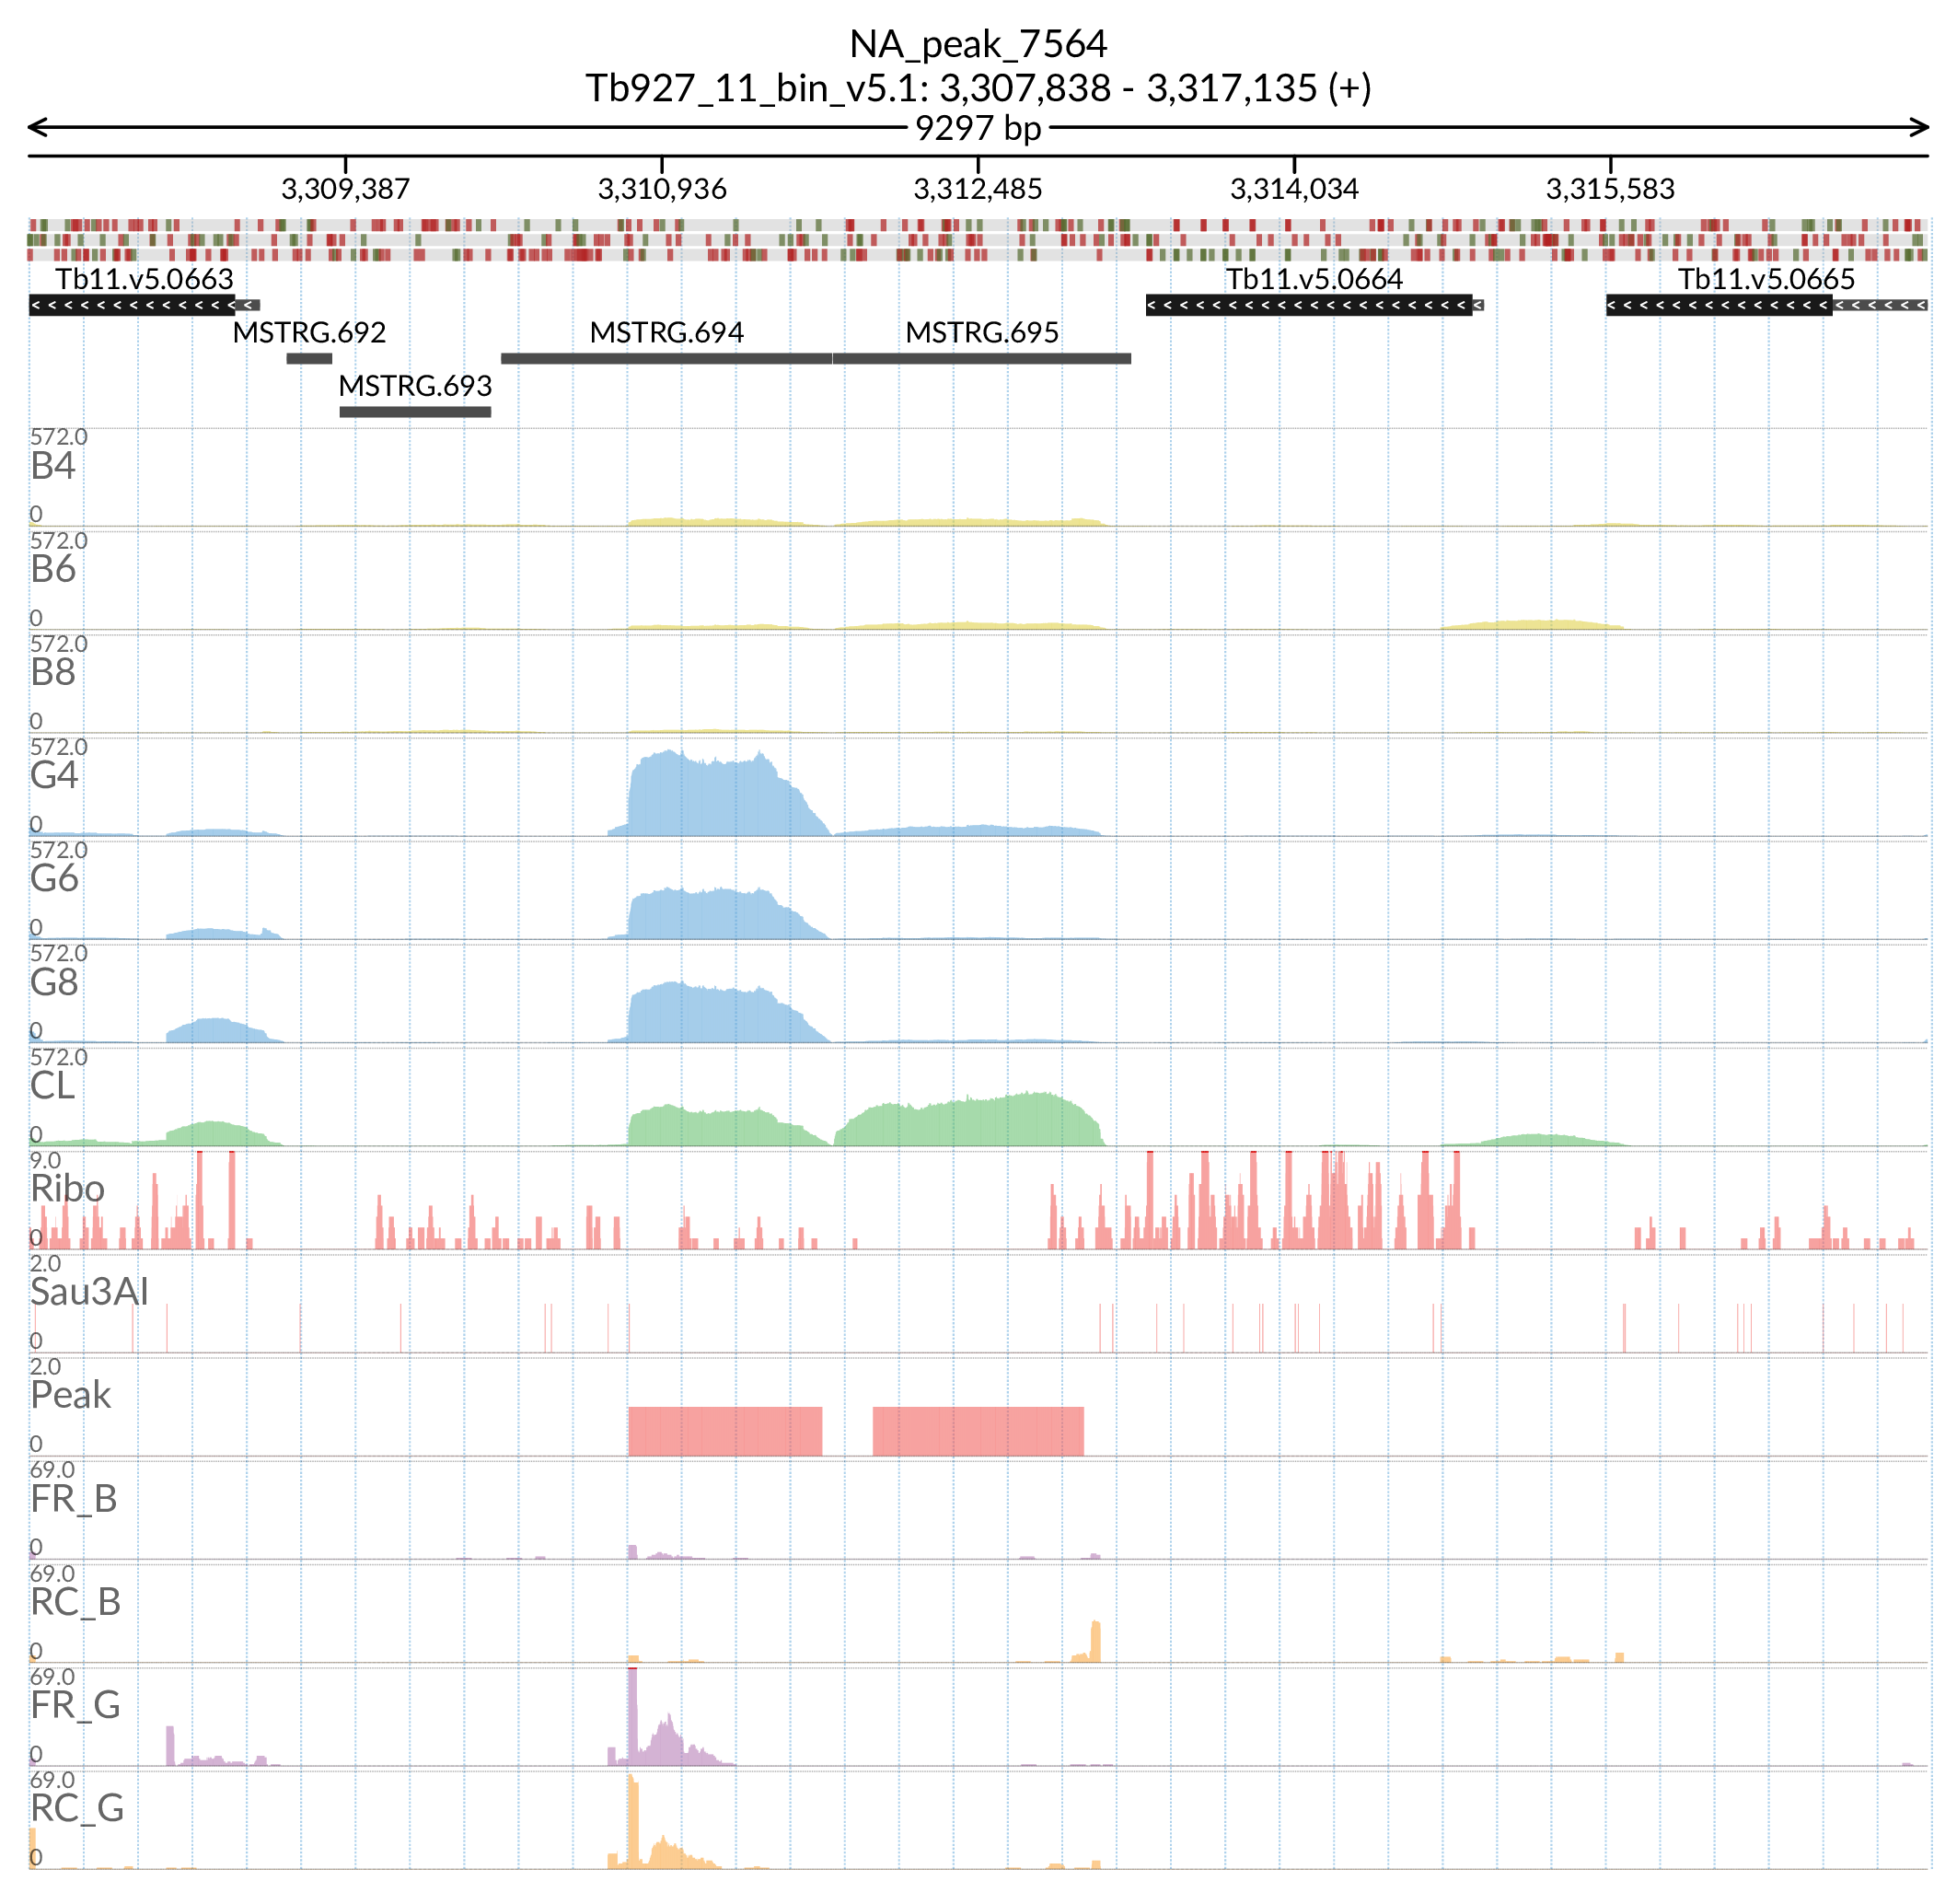 NA_peak_7564
Tb927_11_bin_v5.1: 3,307,838 - 3,317,135 (+)
9297 bp
3,309,387 3,310,936 3,312,485 3,314,034 3,315,583
Tb11.v5.0663 Tb11.v5.0664 Tb11.v5.0665
MSTRG.692 MSTRG.694 MSTRG.695
MSTRG.693
572.0
B4
0
572.0
B6
0
572.0
B8
0
572.0
G4
0
572.0
G6
0
572.0
G8
0
572.0
CL
0
9.0
Ribo
0
2.0
Sau3AI
0
2.0
Peak
0
69.0
FR_B
0
69.0
RC_B
0
69.0
FR_G
0
69.0
RC_G
0